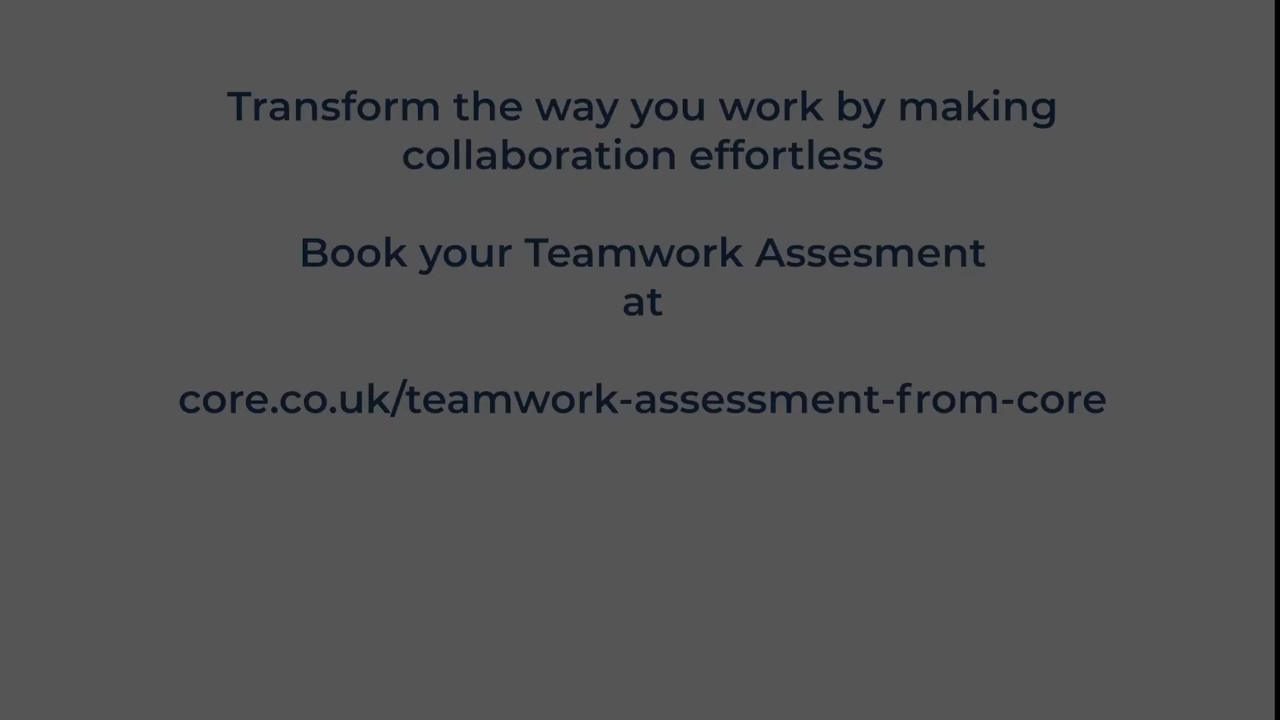 Transform the way you work by making
collaboration effortless
Book your Teamwork Assesment
at
core.co.uk/teamwork-assessment-from-core